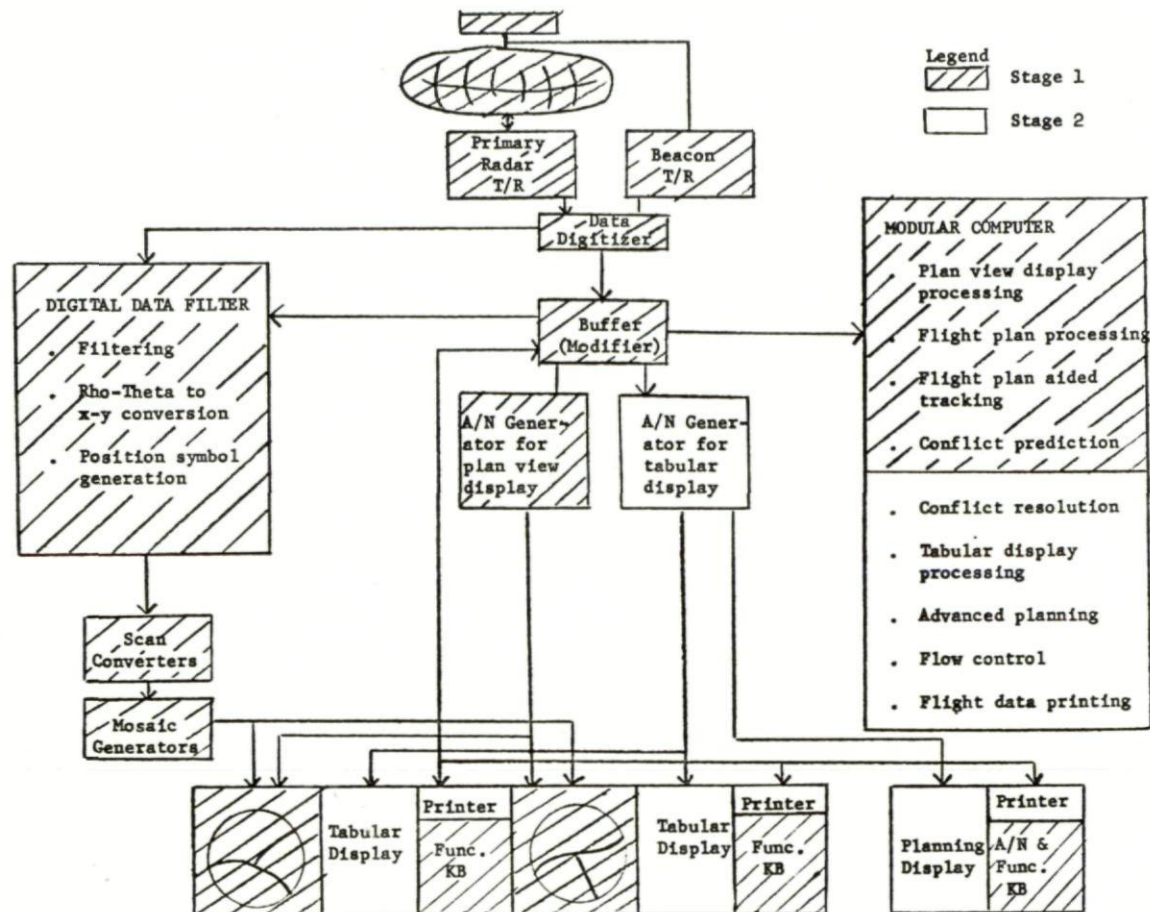 Legend
Stage 1
Stage 2
Primary
Radar
T/R
Beacon
T/R
Data
Digitizer
DIGITAL DATA FILTER
. Filtering
. Rho-Theta to
x-y conversion
. Position symbol
generation
Buffer
(Modifier)
MODULAR COMPUTER
. Plan view display
processing
. Flight plan processing
. Flight plan aided
tracking
. Conflict prediction
. Conflict resolution
. Tabular display
processing
. Advanced planning
. Flow control
. Flight data printing
A/N Gener-
ator for
plan view
display
A/N Gener-
ator for
tabular
display
Scan
Converters
Mosaic
Generators
Tabular
Display
Printer
Func.
KB
Tabular
Display
Printer
Func.
KB
Planning
Display
Printer
A/N &
Func.
KB